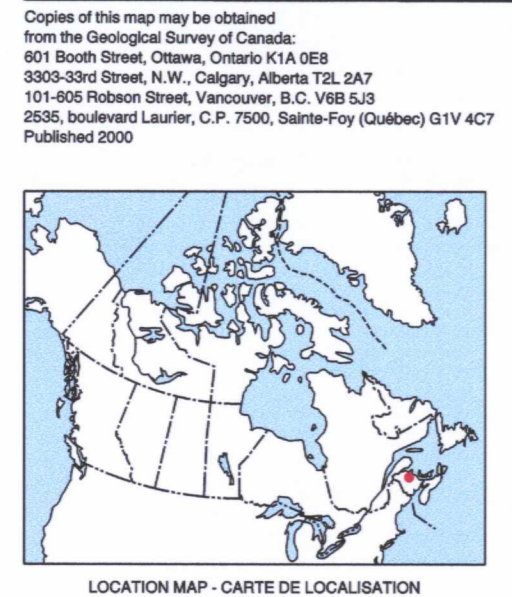 Copies of this map may be obtained
from the Geological Survey of Canada:
601 Booth Street, Ottawa, Ontario K1A 0E8
3303-33rd Street, N.W., Calgary, Alberta T2L 2A7
101-605 Robson Street, Vancouver, B.C. V6B 5J3
2535, boulevard Laurier, C.P. 7500, Sainte-Foy (Québec) G1V 4C7
Published 2000
LOCATION MAP - CARTE DE LOCALISATION